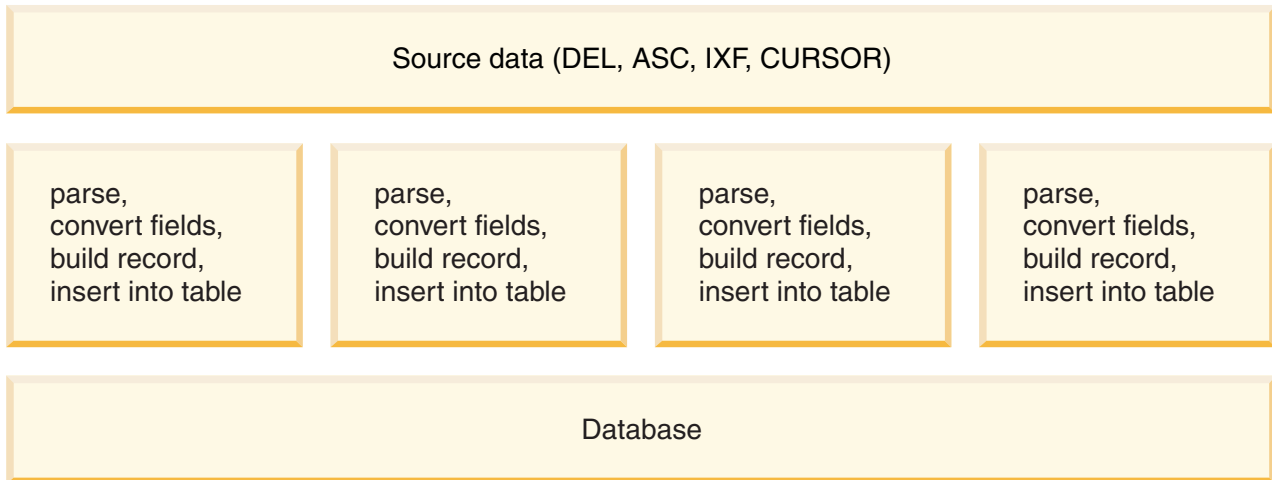 Source data (DEL, ASC, IXF, CURSOR)
parse,
convert fields,
build record,
insert into table
parse,
convert fields,
build record,
insert into table
parse,
convert fields,
build record,
insert into table
parse,
convert fields,
build record,
insert into table
Database